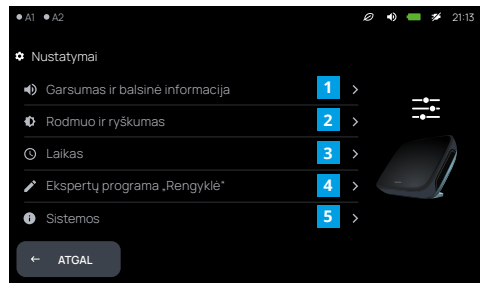 A1 A2 21:13
Nustatymai
Garsumas ir balsinė informacija 1
Rodmuo ir ryškumas 2
Laikas 3
Ekspertų programa „Rengyklė“ 4
Sistemos 5
ATGAL